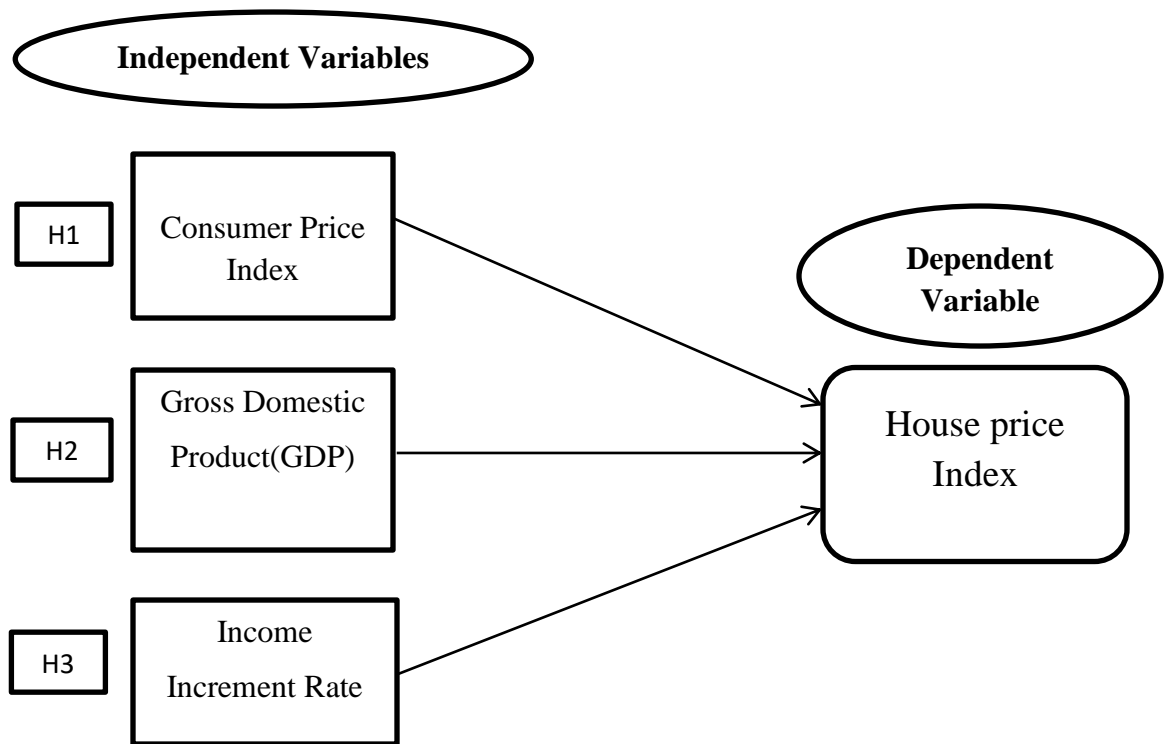 Independent Variables
H1
Consumer Price
Index
Dependent
Variable
H2
Gross Domestic
Product(GDP)
House price
Index
H3
Income
Increment Rate